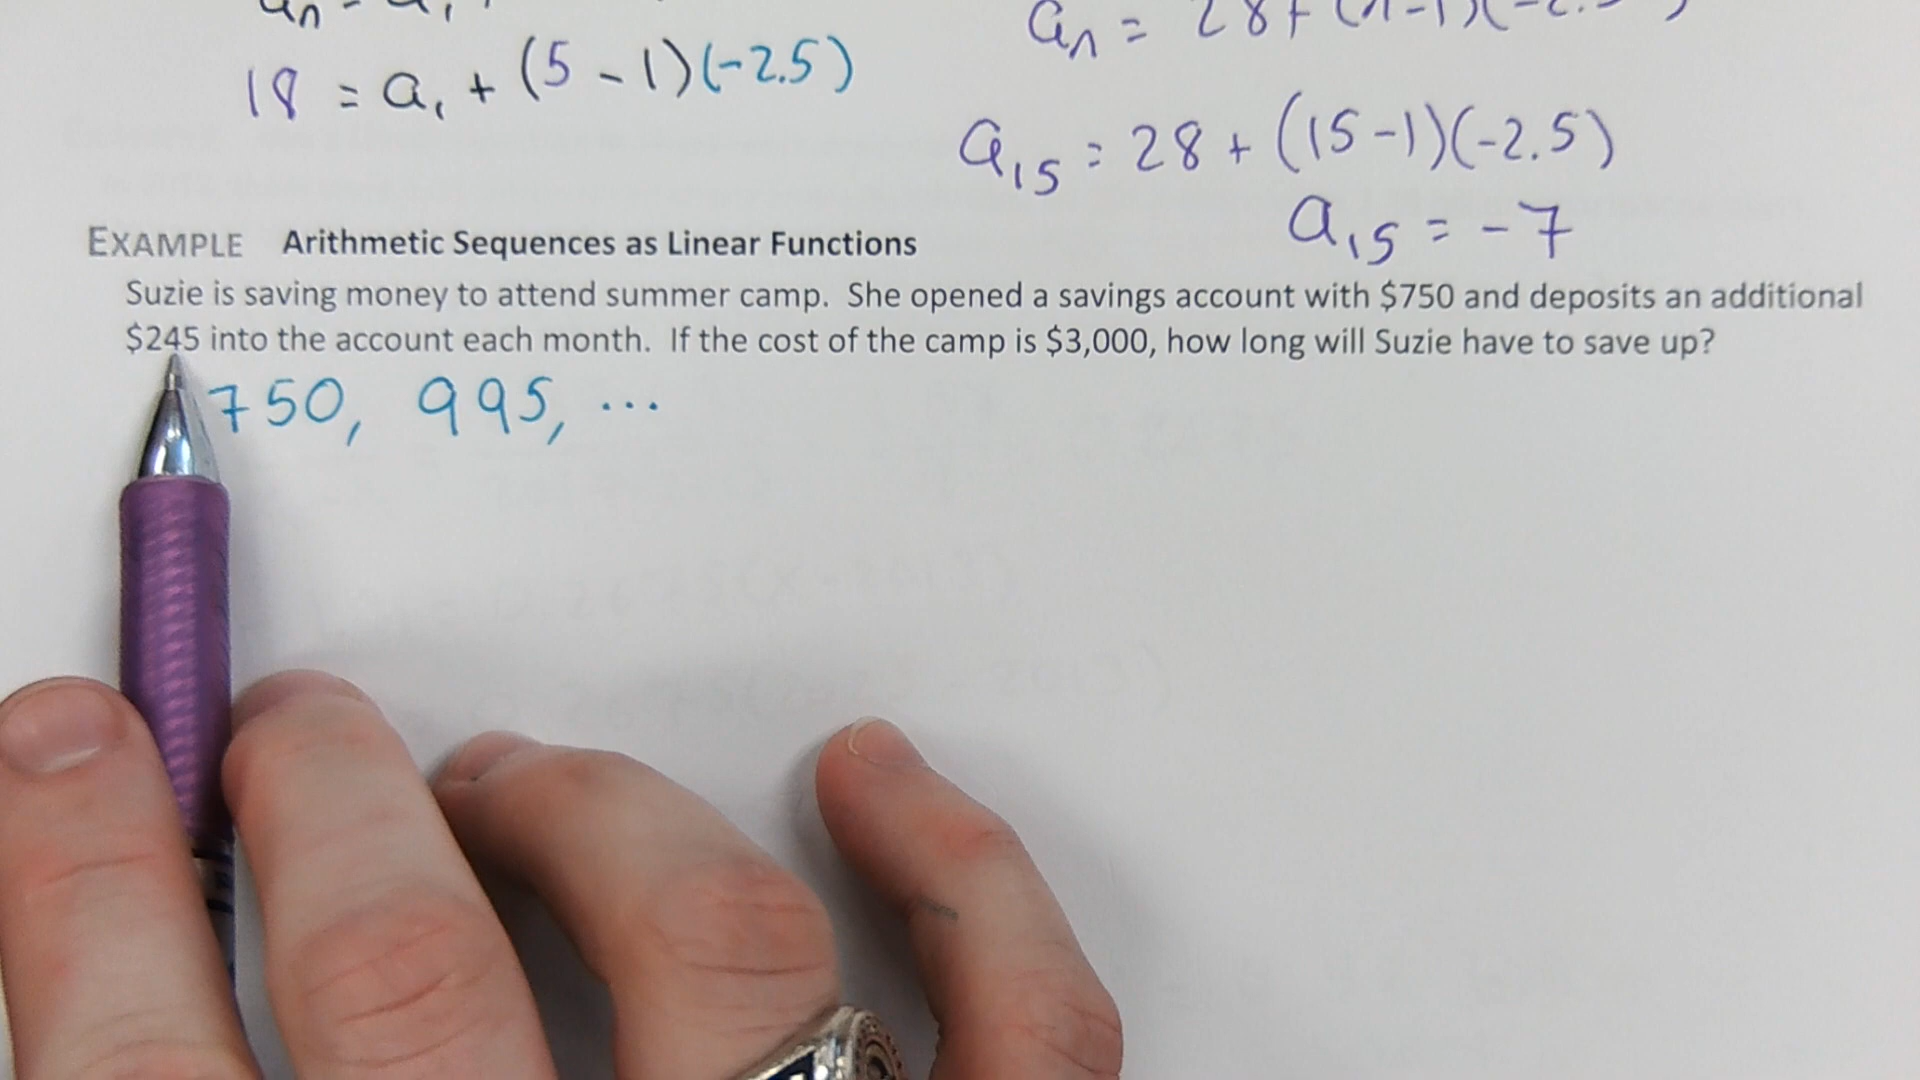 18 = a₁ + (5 - 1)(-2.5)
a₁₅ = 28 + (15-1)(-2.5)
a₁₅ = -7
EXAMPLE Arithmetic Sequences as Linear Functions
Suzie is saving money to attend summer camp. She opened a savings account with $750 and deposits an additional
$245 into the account each month. If the cost of the camp is $3,000, how long will Suzie have to save up?
750, 995, ...